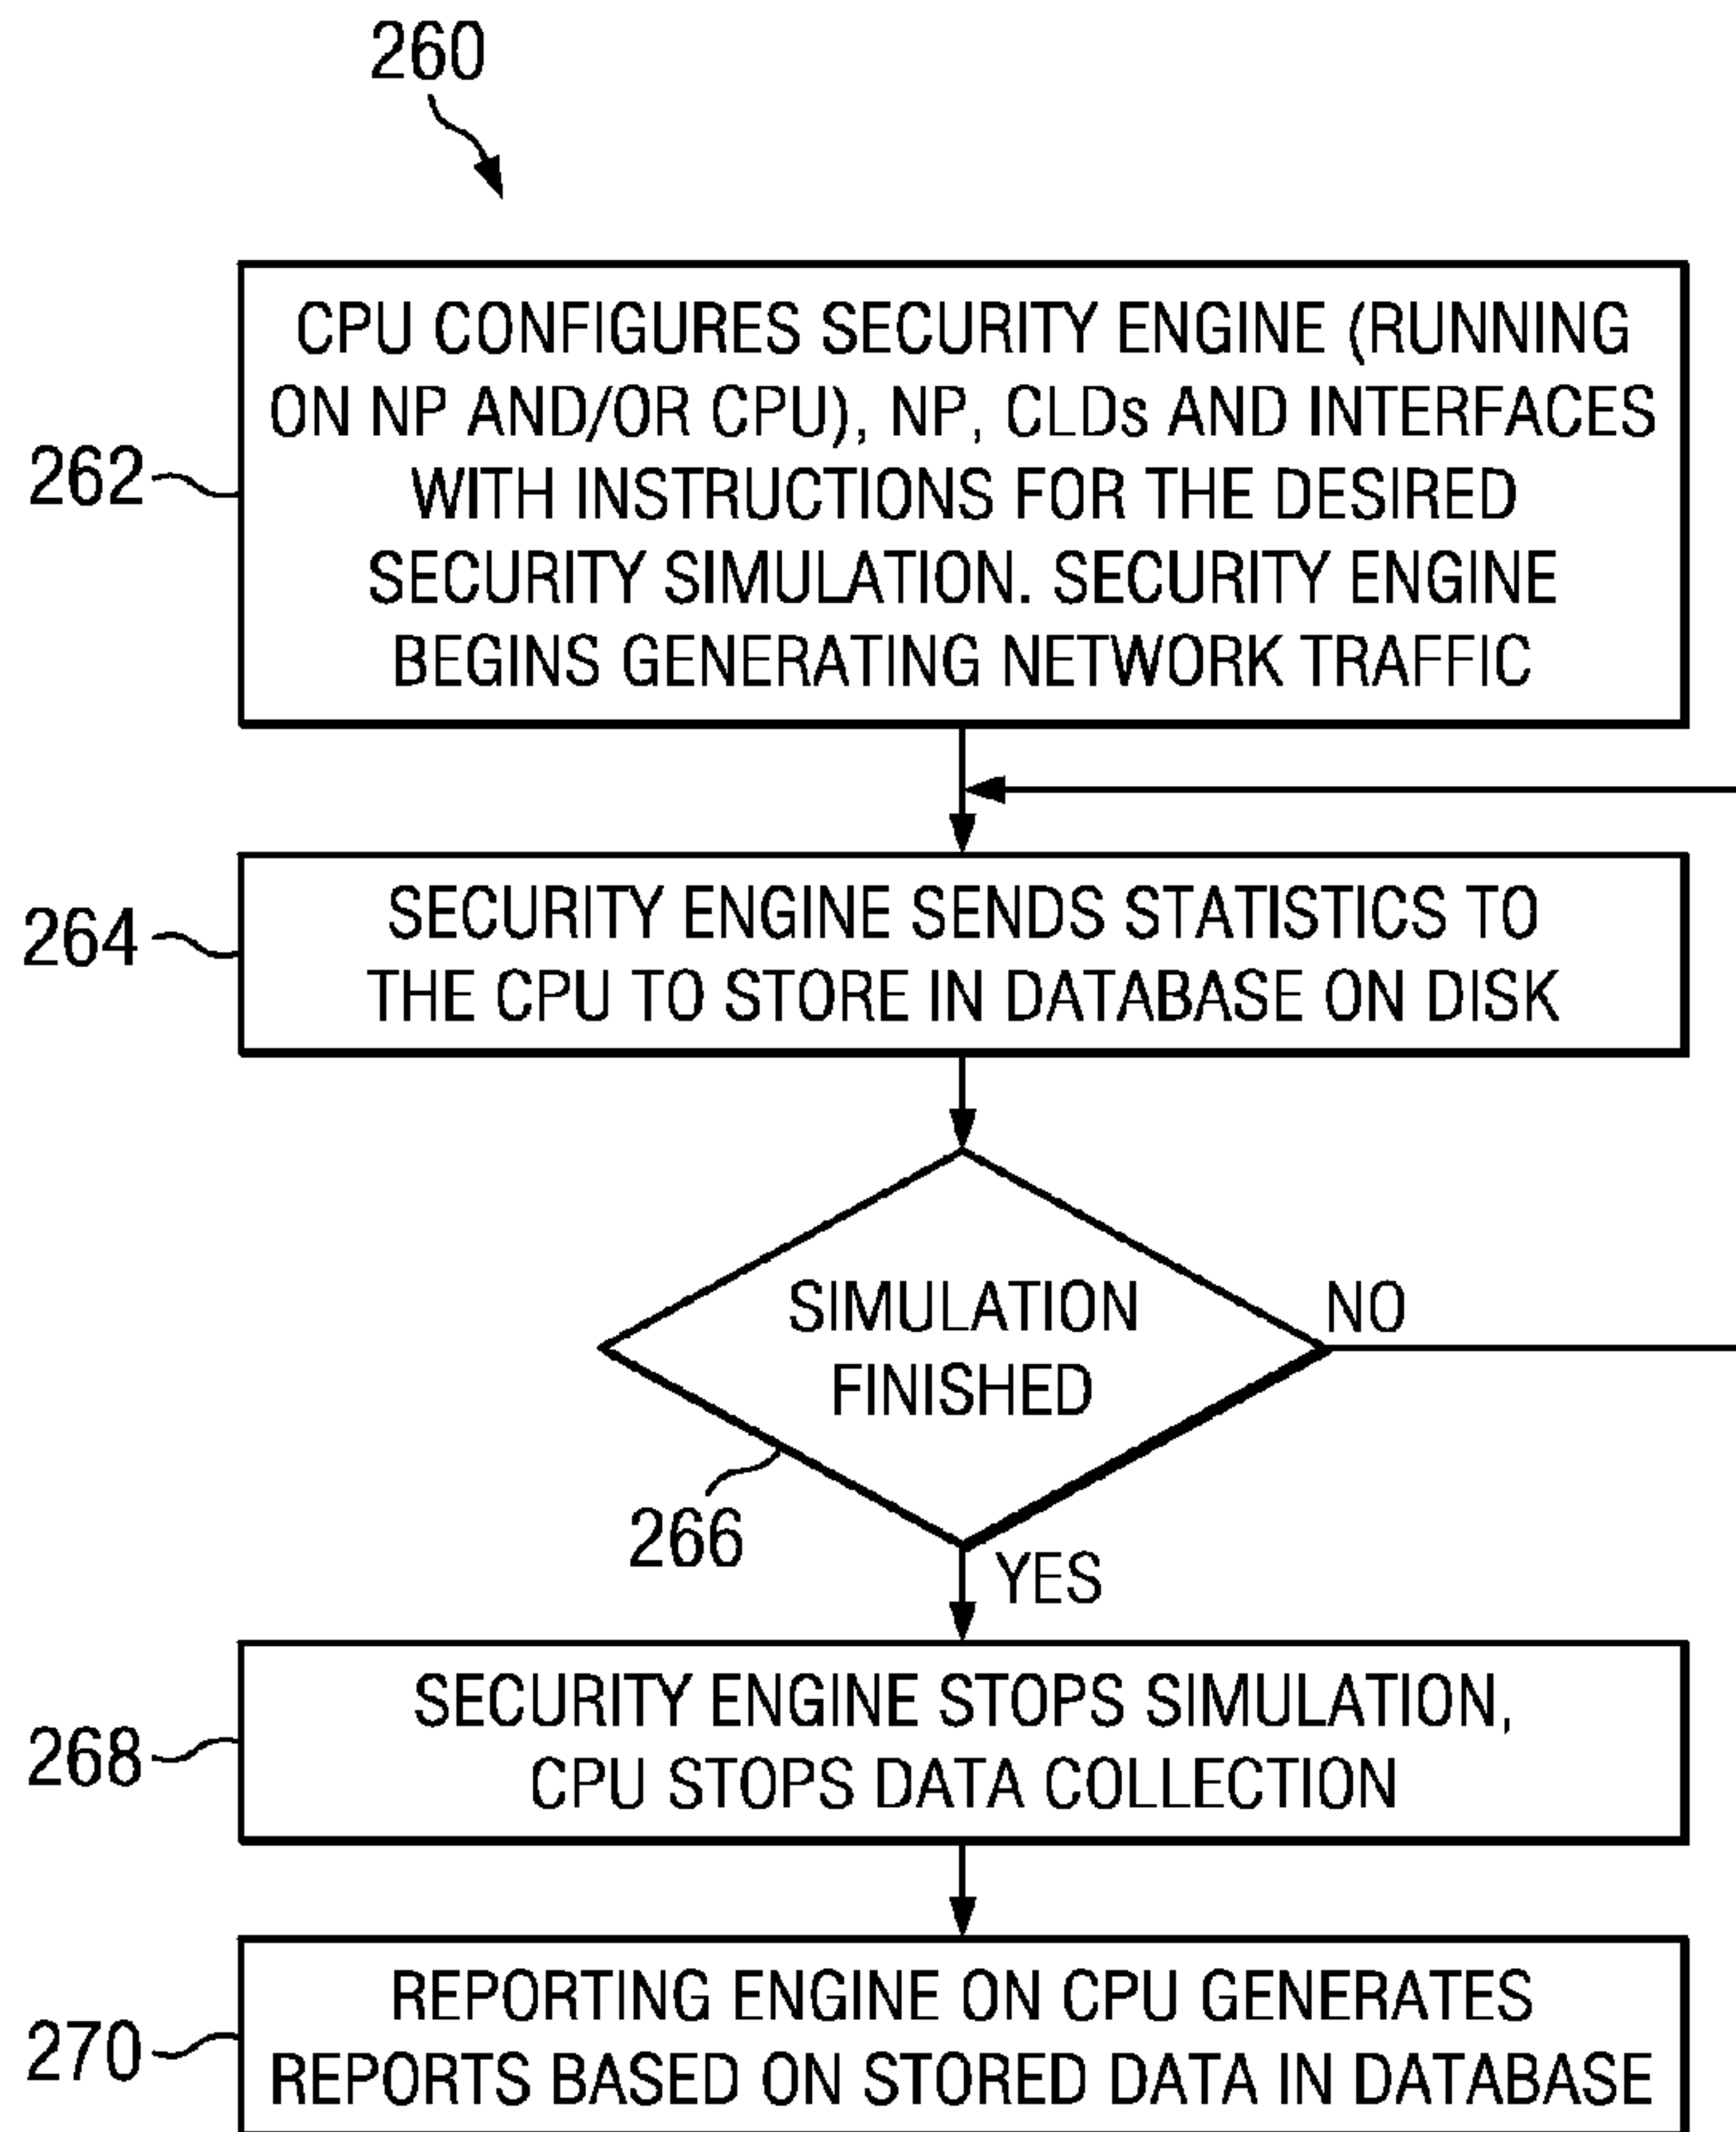 260
CPU CONFIGURES SECURITY ENGINE (RUNNING
ON NP AND/OR CPU), NP, CLDs AND INTERFACES
WITH INSTRUCTIONS FOR THE DESIRED
SECURITY SIMULATION. SECURITY ENGINE
BEGINS GENERATING NETWORK TRAFFIC
262
SECURITY ENGINE SENDS STATISTICS TO
THE CPU TO STORE IN DATABASE ON DISK
264
SIMULATION
FINISHED
NO
266
YES
SECURITY ENGINE STOPS SIMULATION,
CPU STOPS DATA COLLECTION
268
REPORTING ENGINE ON CPU GENERATES
REPORTS BASED ON STORED DATA IN DATABASE
270